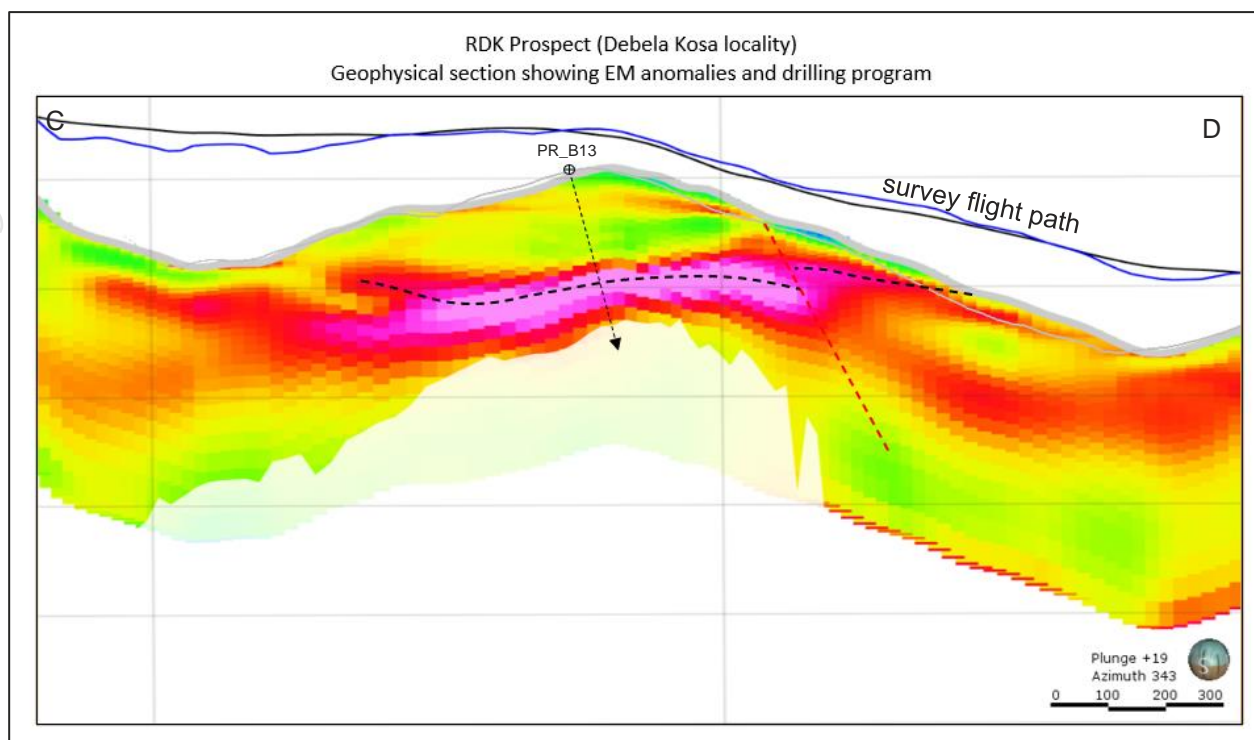 RDK Prospect (Debela Kosa locality)
Geophysical section showing EM anomalies and drilling program
C
D
PR_B13
survey flight path
Plunge +19
Azimuth 343
S
0 100 200 300